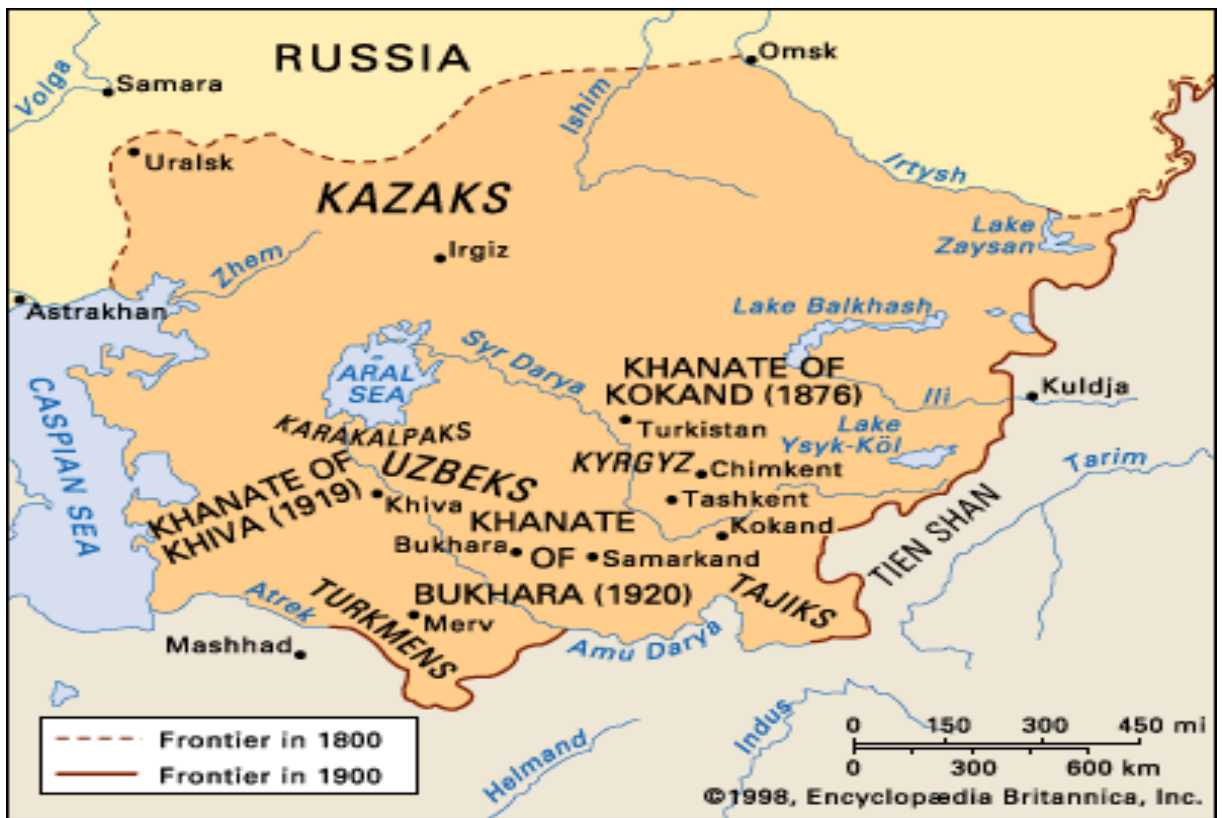 RUSSIA
Omsk
Volga
Samara
Ishim
Uralsk
Irtysh
KAZAKS
Lake
Zaysan
Irgiz
Zhem
Astrakhan
Lake Balkhash
Syr Darya
ARAL
SEA
KHANATE OF
KOKAND (1876)
Ili
Kuldja
CASPIAN SEA
Turkistan
Lake
Ysyk-Köl
KARAKALPAKS
UZBEKS
KYRGYZ
Chimkent
Tarim
KHANATE OF
KHIVA (1919)
Khiva
Tashkent
KHANATE
OF
BUKHARA (1920)
Kokand
Bukhara
Samarkand
TIEN SHAN
TAJIKS
Atrek
TURKMENS
Merv
Mashhad
Amu Darya
Indus
Helmand
Frontier in 1800
Frontier in 1900
0 150 300 450 mi
0 300 600 km
©1998, Encyclopædia Britannica, Inc.